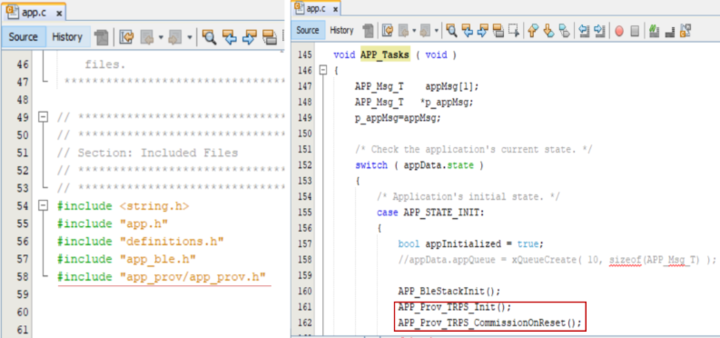 app.c
Source
History
46 files.
47 **********************************
48
49 // *******************************
50 // *******************************
51 // Section: Included Files
52 // *******************************
53 // *******************************
54 #include <string.h>
55 #include "app.h"
56 #include "definitions.h"
57 #include "app_ble.h"
58 #include "app_prov/app_prov.h"
59
60
61
app.c
Source
History
145 void APP_Tasks ( void )
146 {
147 APP_Msg_T appMsg[1];
148 APP_Msg_T *p_appMsg;
149 p_appMsg=appMsg;
150
151 /* Check the application's current state. */
152 switch ( appData.state )
153 {
154 /* Application's initial state. */
155 case APP_STATE_INIT:
156 {
157 bool appInitialized = true;
158 //appData.appQueue = xQueueCreate( 10, sizeof(APP_Msg_T) );
159
160 APP_BleStackInit();
161 APP_Prov_TRPS_Init();
162 APP_Prov_TRPS_CommissionOnReset();